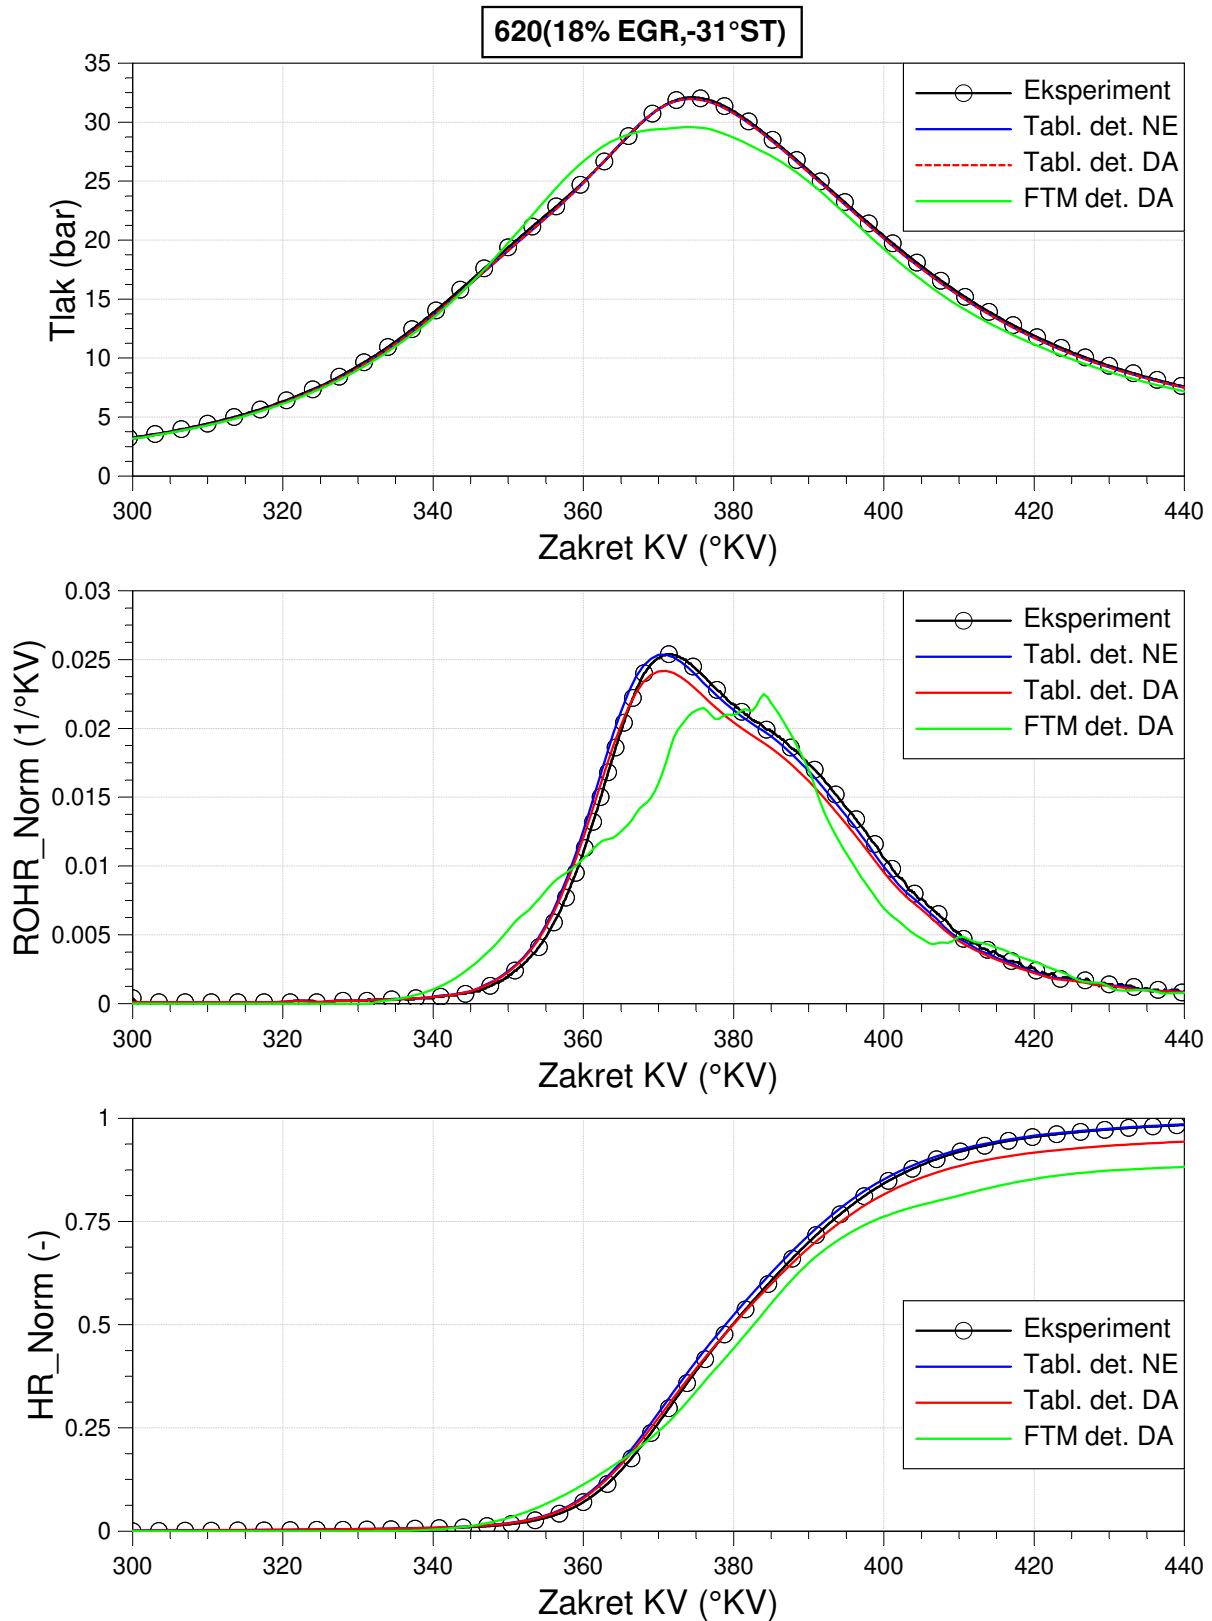 620(18% EGR,-31°ST)
35
30
25
20
15
10
5
0
Tlak (bar)
Eksperiment
Tabl. det. NE
Tabl. det. DA
FTM det. DA
300 320 340 360 380 400 420 440
Zakret KV (°KV)
0.03
0.025
0.02
0.015
0.01
0.005
0
ROHR_Norm (1/°KV)
Eksperiment
Tabl. det. NE
Tabl. det. DA
FTM det. DA
300 320 340 360 380 400 420 440
Zakret KV (°KV)
1
0.75
0.5
0.25
0
HR_Norm (-)
Eksperiment
Tabl. det. NE
Tabl. det. DA
FTM det. DA
300 320 340 360 380 400 420 440
Zakret KV (°KV)